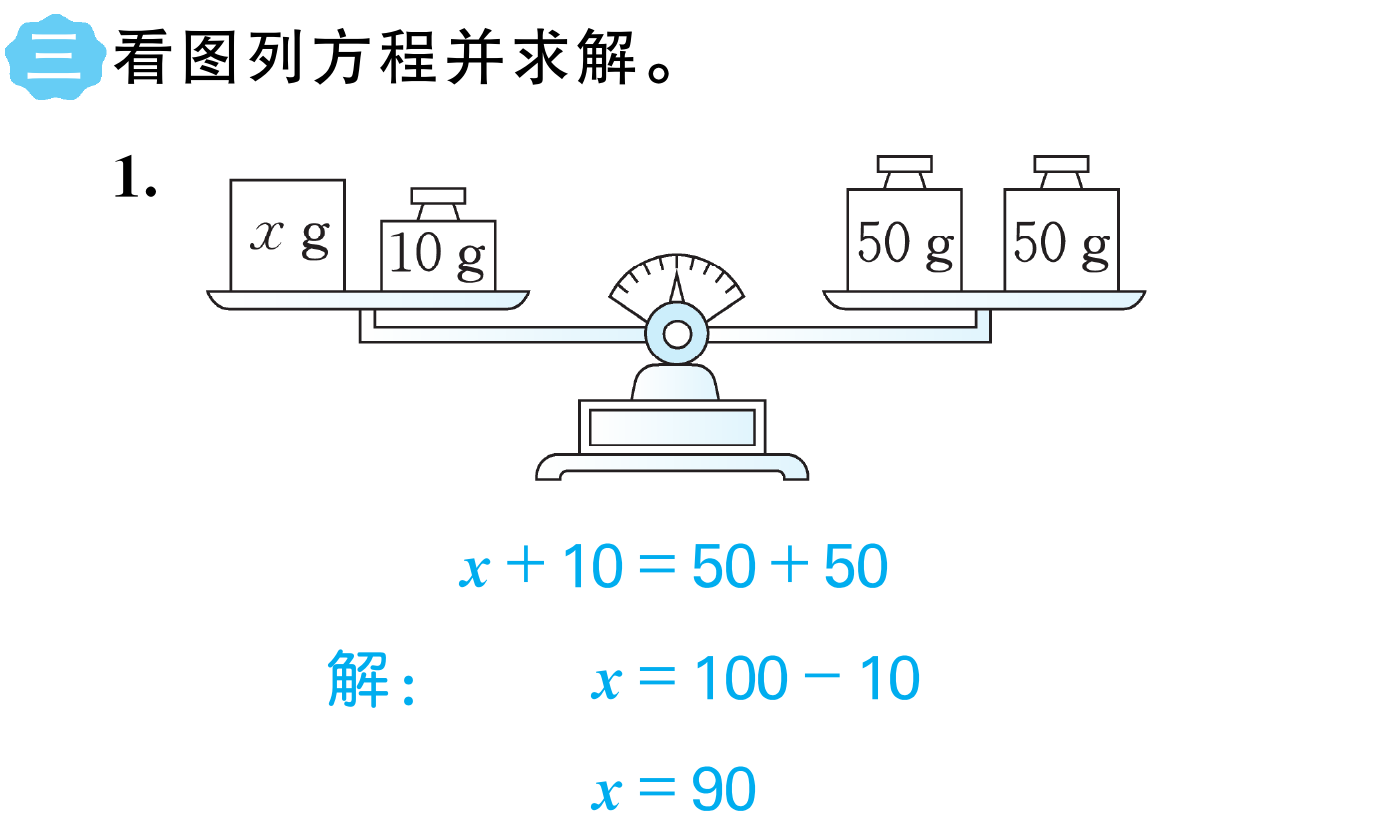 三 看图列方程并求解。
1.
x g 10 g 50 g 50 g
x + 10 = 50 + 50
解: x = 100 − 10
x = 90